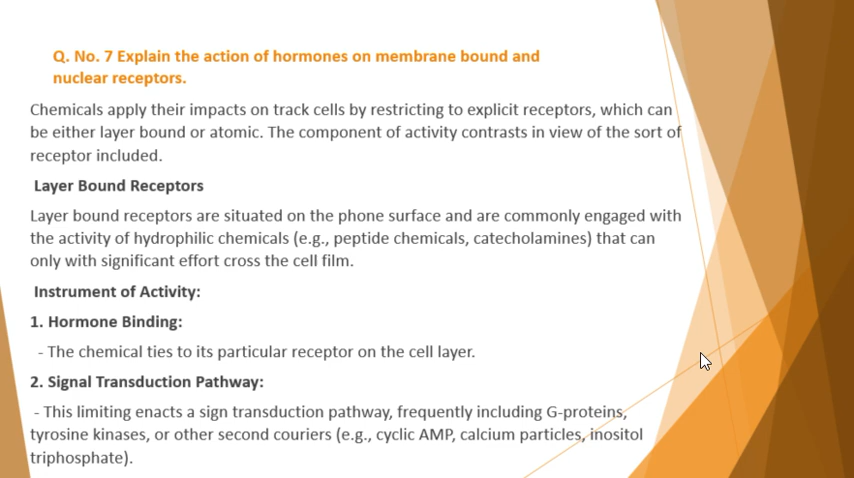 Q. No. 7 Explain the action of hormones on membrane bound and
nuclear receptors.
Chemicals apply their impacts on track cells by restricting to explicit receptors, which can
be either layer bound or atomic. The component of activity contrasts in view of the sort of
receptor included.
Layer Bound Receptors
Layer bound receptors are situated on the phone surface and are commonly engaged with
the activity of hydrophilic chemicals (e.g., peptide chemicals, catecholamines) that can
only with significant effort cross the cell film.
Instrument of Activity:
1. Hormone Binding:
- The chemical ties to its particular receptor on the cell layer.
2. Signal Transduction Pathway:
- This limiting enacts a sign transduction pathway, frequently including G-proteins,
tyrosine kinases, or other second couriers (e.g., cyclic AMP, calcium particles, inositol
triphosphate).